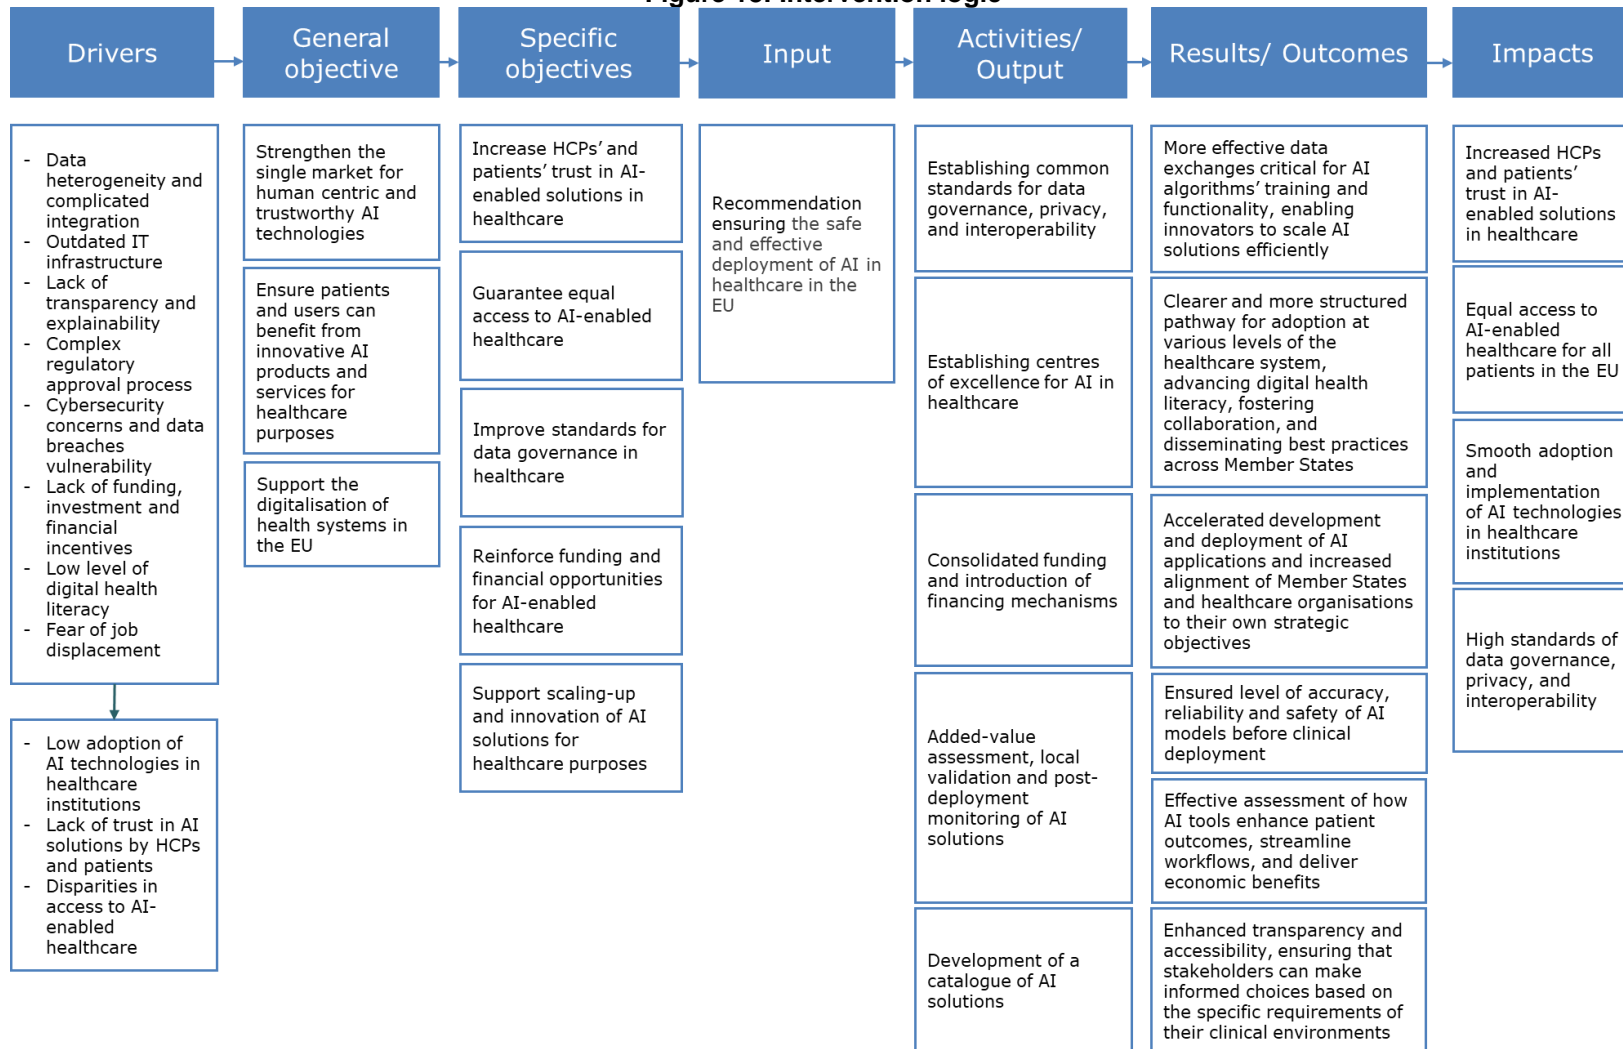 Figure 16. Intervention logic
Drivers
General
objective
Specific
objectives
Input
Activities/
Output
Results/ Outcomes
Impacts
- Data
heterogeneity and
complicated
integration
- Outdated IT
infrastructure
- Lack of
transparency and
explainability
- Complex
regulatory
approval process
- Cybersecurity
concerns and data
breaches
vulnerability
- Lack of funding,
investment and
financial
incentives
- Low level of
digital health
literacy
- Fear of job
displacement
- Low adoption of
AI technologies in
healthcare
institutions
- Lack of trust in AI
solutions by HCPs
and patients
- Disparities in
access to AI-
enabled
healthcare
Strengthen the
single market for
human centric and
trustworthy AI
technologies
Ensure patients
and users can
benefit from
innovative AI
products and
services for
healthcare
purposes
Support the
digitalisation of
health systems in
the EU
Increase HCPs’ and
patients’ trust in AI-
enabled solutions in
healthcare
Guarantee equal
access to AI-enabled
healthcare
Improve standards for
data governance in
healthcare
Reinforce funding and
financial opportunities
for AI-enabled
healthcare
Support scaling-up
and innovation of AI
solutions for
healthcare purposes
Recommendation
ensuring the safe
and effective
deployment of AI in
healthcare in the
EU
Establishing common
standards for data
governance, privacy,
and interoperability
Establishing centres
of excellence for AI in
healthcare
Consolidated funding
and introduction of
financing mechanisms
Added-value
assessment, local
validation and post-
deployment
monitoring of AI
solutions
Development of a
catalogue of AI
solutions
More effective data
exchanges critical for AI
algorithms’ training and
functionality, enabling
innovators to scale AI
solutions efficiently
Clearer and more structured
pathway for adoption at
various levels of the
healthcare system,
advancing digital health
literacy, fostering
collaboration, and
disseminating best practices
across Member States
Accelerated development
and deployment of AI
applications and increased
alignment of Member States
and healthcare organisations
to their own strategic
objectives
Ensured level of accuracy,
reliability and safety of AI
models before clinical
deployment
Effective assessment of how
AI tools enhance patient
outcomes, streamline
workflows, and deliver
economic benefits
Enhanced transparency and
accessibility, ensuring that
stakeholders can make
informed choices based on
the specific requirements of
their clinical environments
Increased HCPs
and patients’
trust in AI-
enabled solutions
in healthcare
Equal access to
AI-enabled
healthcare for all
patients in the EU
Smooth adoption
and
implementation
of AI technologies
in healthcare
institutions
High standards of
data governance,
privacy, and
interoperability